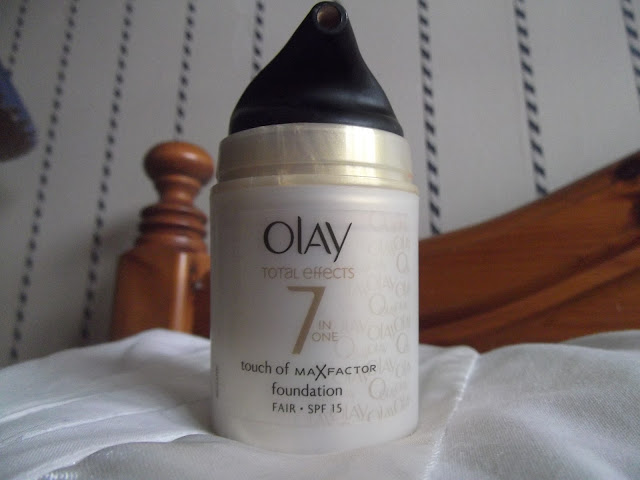 OLAY
TOTAL effects
7 IN ONE
touch of MAXFACTOR
foundation
FAIR • SPF 15